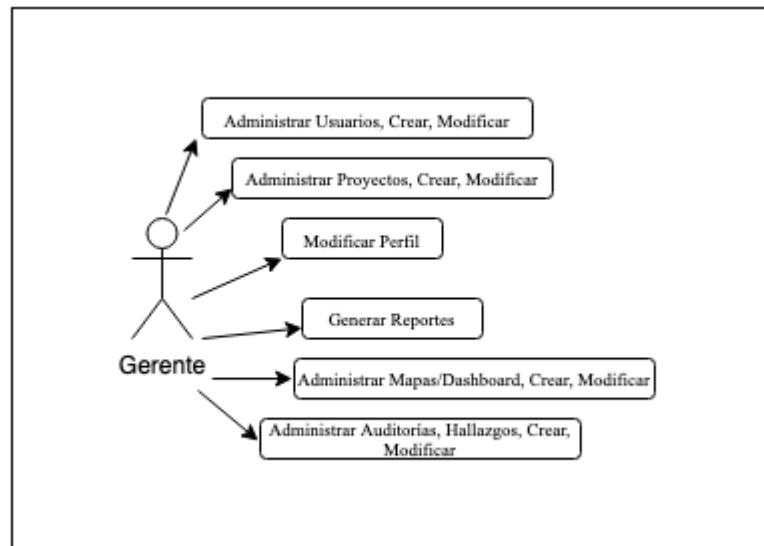 Administrar Usuarios, Crear, Modificar
Administrar Proyectos, Crear, Modificar
Modificar Perfil
Generar Reportes
Gerente
Administrar Mapas/Dashboard, Crear, Modificar
Administrar Auditorías, Hallazgos, Crear,
Modificar